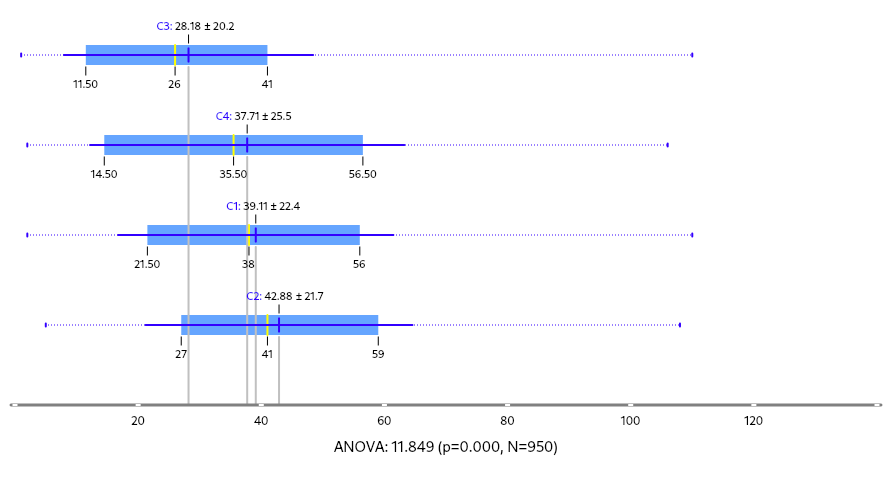 C3: 28.18 ± 20.2
11.50 26 41
C4: 37.71 ± 25.5
14.50 35.50 56.50
C1: 39.11 ± 22.4
21.50 38 56
C2: 42.88 ± 21.7
27 41 59
20 40 60 80 100 120
ANOVA: 11.849 (p=0.000, N=950)